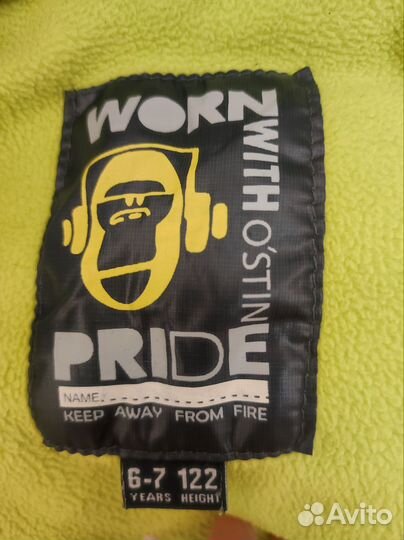 WORN
WITH O'STIN
PRIDE
NAME:
KEEP AWAY FROM FIRE
6-7 122
YEARS HEIGHT
Avito